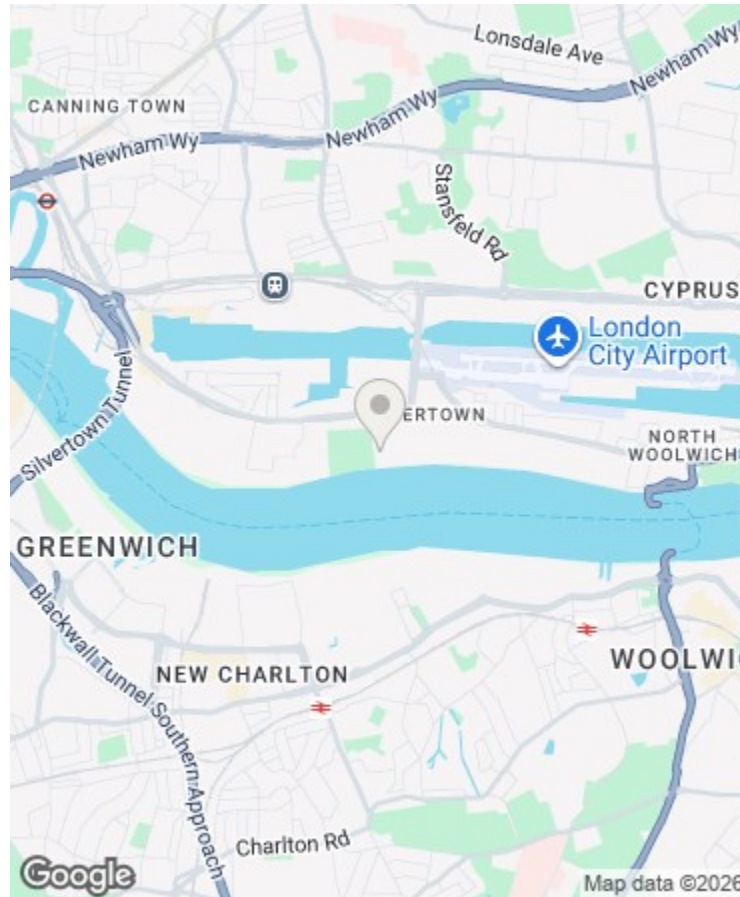 Lonsdale Ave
Newham Wy
CANNING TOWN
Newham Wy
Newham Wy
Stansfeld Rd
CYPRUS
London
City Airport
Silvertown Tunnel
ERTOWN
NORTH
WOOLWICH
GREENWICH
Blackwall Tunnel Southern Approach
NEW CHARLTON
WOOLWIC
Charlton Rd
Google
Map data ©2026